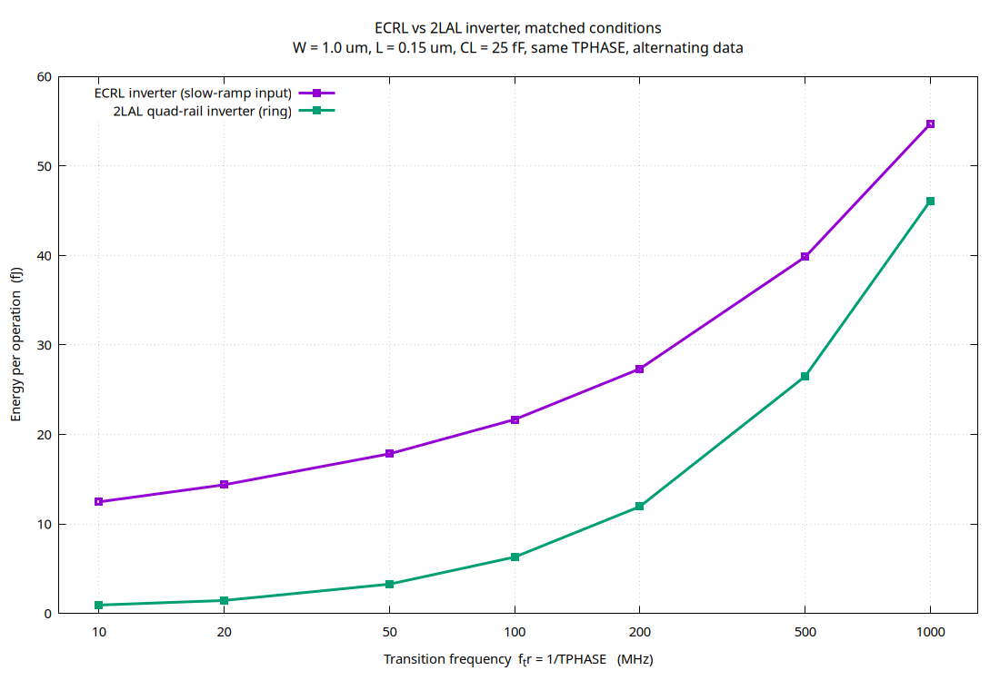 ECRL vs 2LAL inverter, matched conditions
W = 1.0 um, L = 0.15 um, CL = 25 fF, same TPHASE, alternating data
60
50
40
30
20
10
0
Energy per operation (fJ)
ECRL inverter (slow-ramp input)
2LAL quad-rail inverter (ring)
10 20 50 100 200 500 1000
Transition frequency fₜr = 1/TPHASE (MHz)